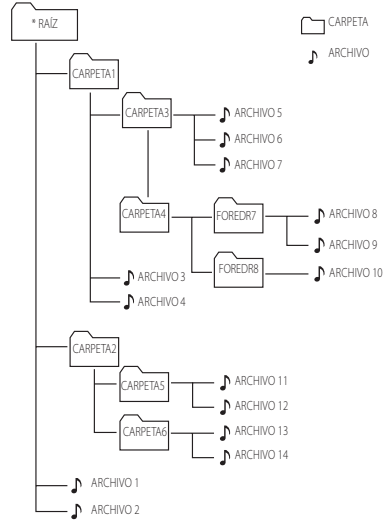 * RAÍZ
CARPETA
ARCHIVO
CARPETA1
CARPETA3
ARCHIVO 5
ARCHIVO 6
ARCHIVO 7
CARPETA4
FOREDR7
ARCHIVO 8
ARCHIVO 9
FOREDR8
ARCHIVO 10
ARCHIVO 3
ARCHIVO 4
CARPETA2
CARPETA5
ARCHIVO 11
ARCHIVO 12
CARPETA6
ARCHIVO 13
ARCHIVO 14
ARCHIVO 1
ARCHIVO 2